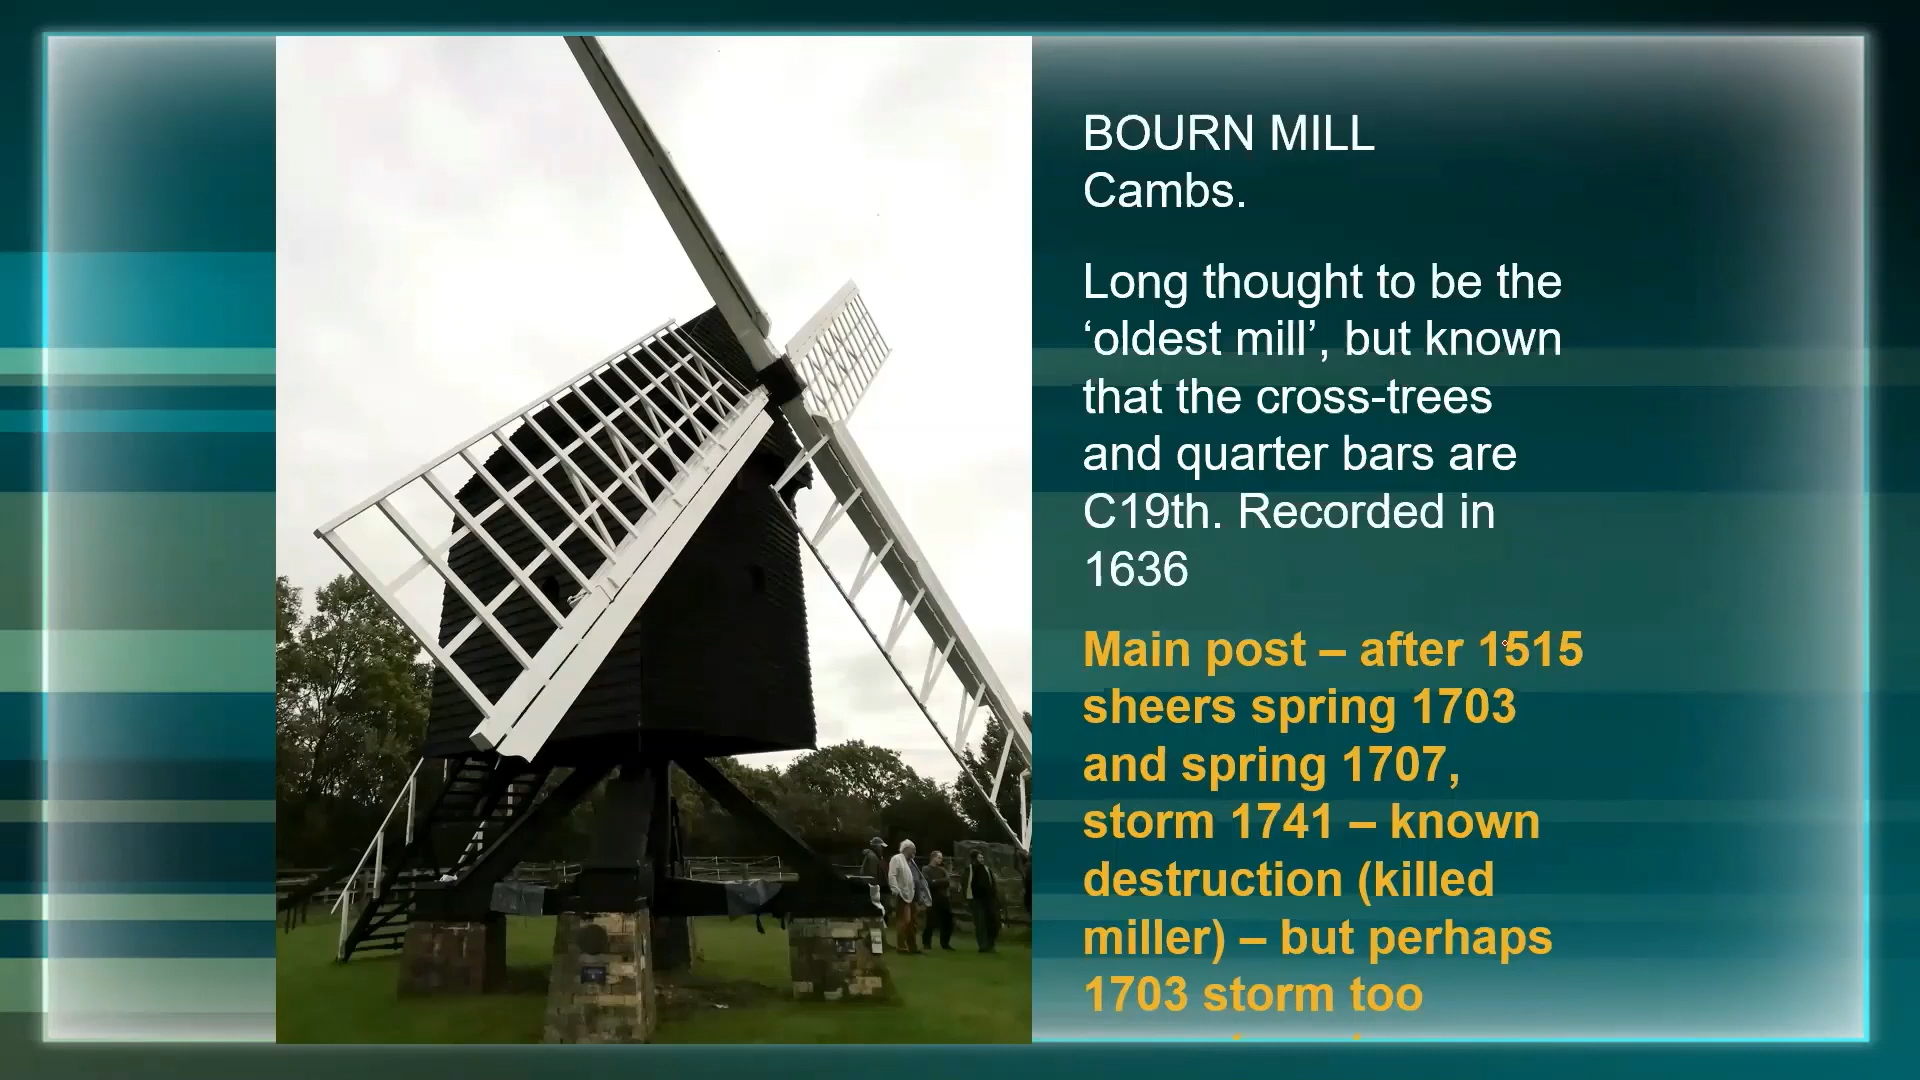 BOURN MILL
Cambs.
Long thought to be the
‘oldest mill’, but known
that the cross-trees
and quarter bars are
C19th. Recorded in
1636
Main post – after 1515
sheers spring 1703
and spring 1707,
storm 1741 – known
destruction (killed
miller) – but perhaps
1703 storm too